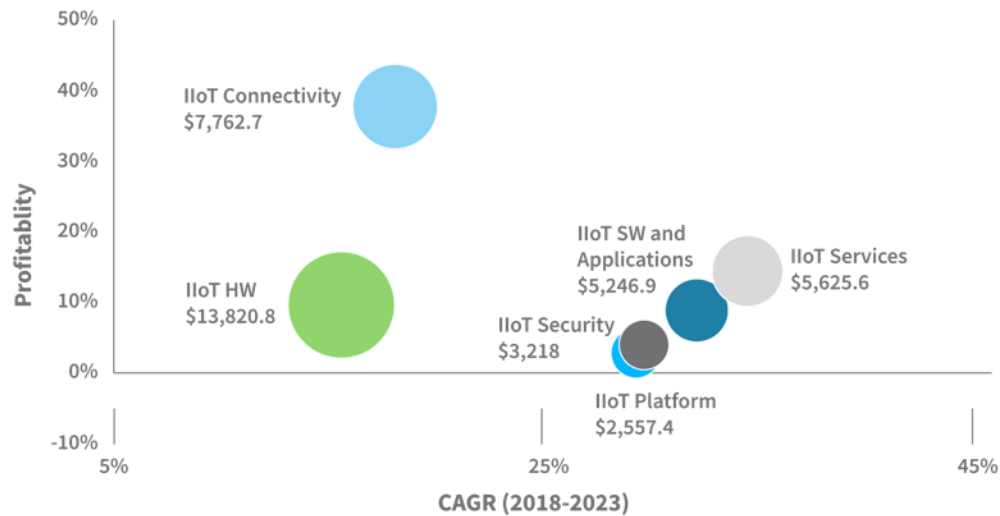 50%
40%
30%
20%
10%
0%
-10%
Profitablity
IIoT Connectivity
$7,762.7
IIoT HW
$13,820.8
IIoT SW and
Applications
$5,246.9
IIoT Services
$5,625.6
IIoT Security
$3,218
IIoT Platform
$2,557.4
5%
25%
45%
CAGR (2018-2023)